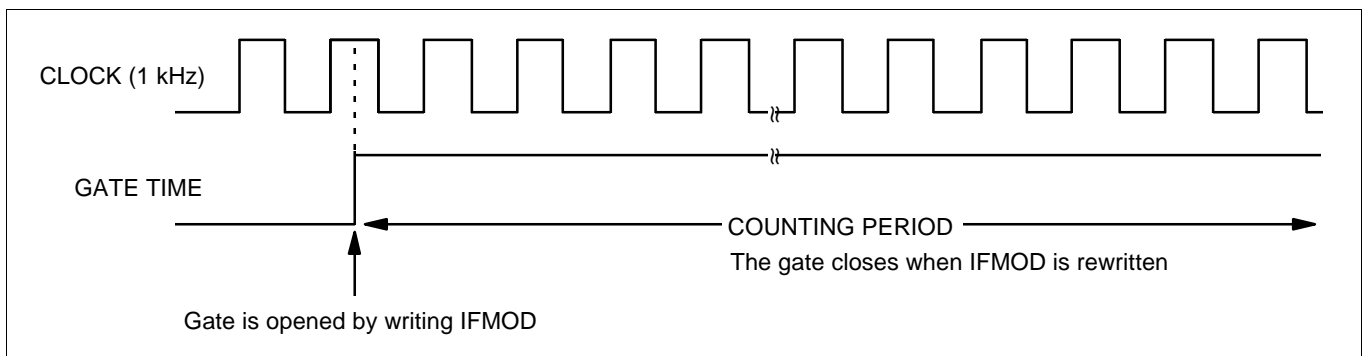 CLOCK (1 kHz)
GATE TIME
COUNTING PERIOD
The gate closes when IFMOD is rewritten
Gate is opened by writing IFMOD